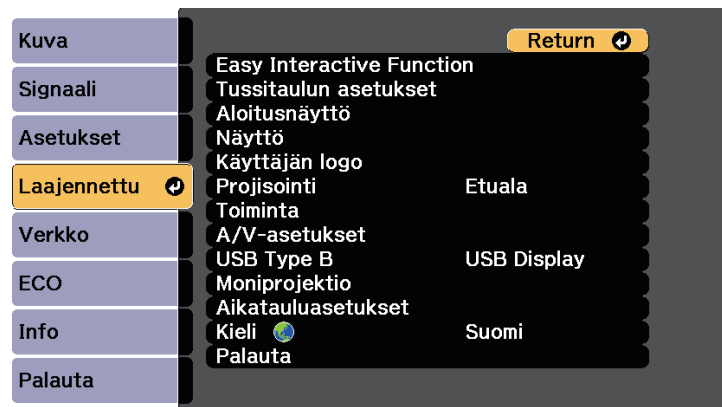 Kuva
Signaali
Asetukset
Laajennettu
Verkko
ECO
Info
Palauta
Return
Easy Interactive Function
Tussitaulun asetukset
Aloitusnäyttö
Näyttö
Käyttäjän logo
Projisointi Etuala
Toiminta
A/V-asetukset
USB Type B USB Display
Moniprojektio
Aikatauluasetukset
Kieli Suomi
Palauta